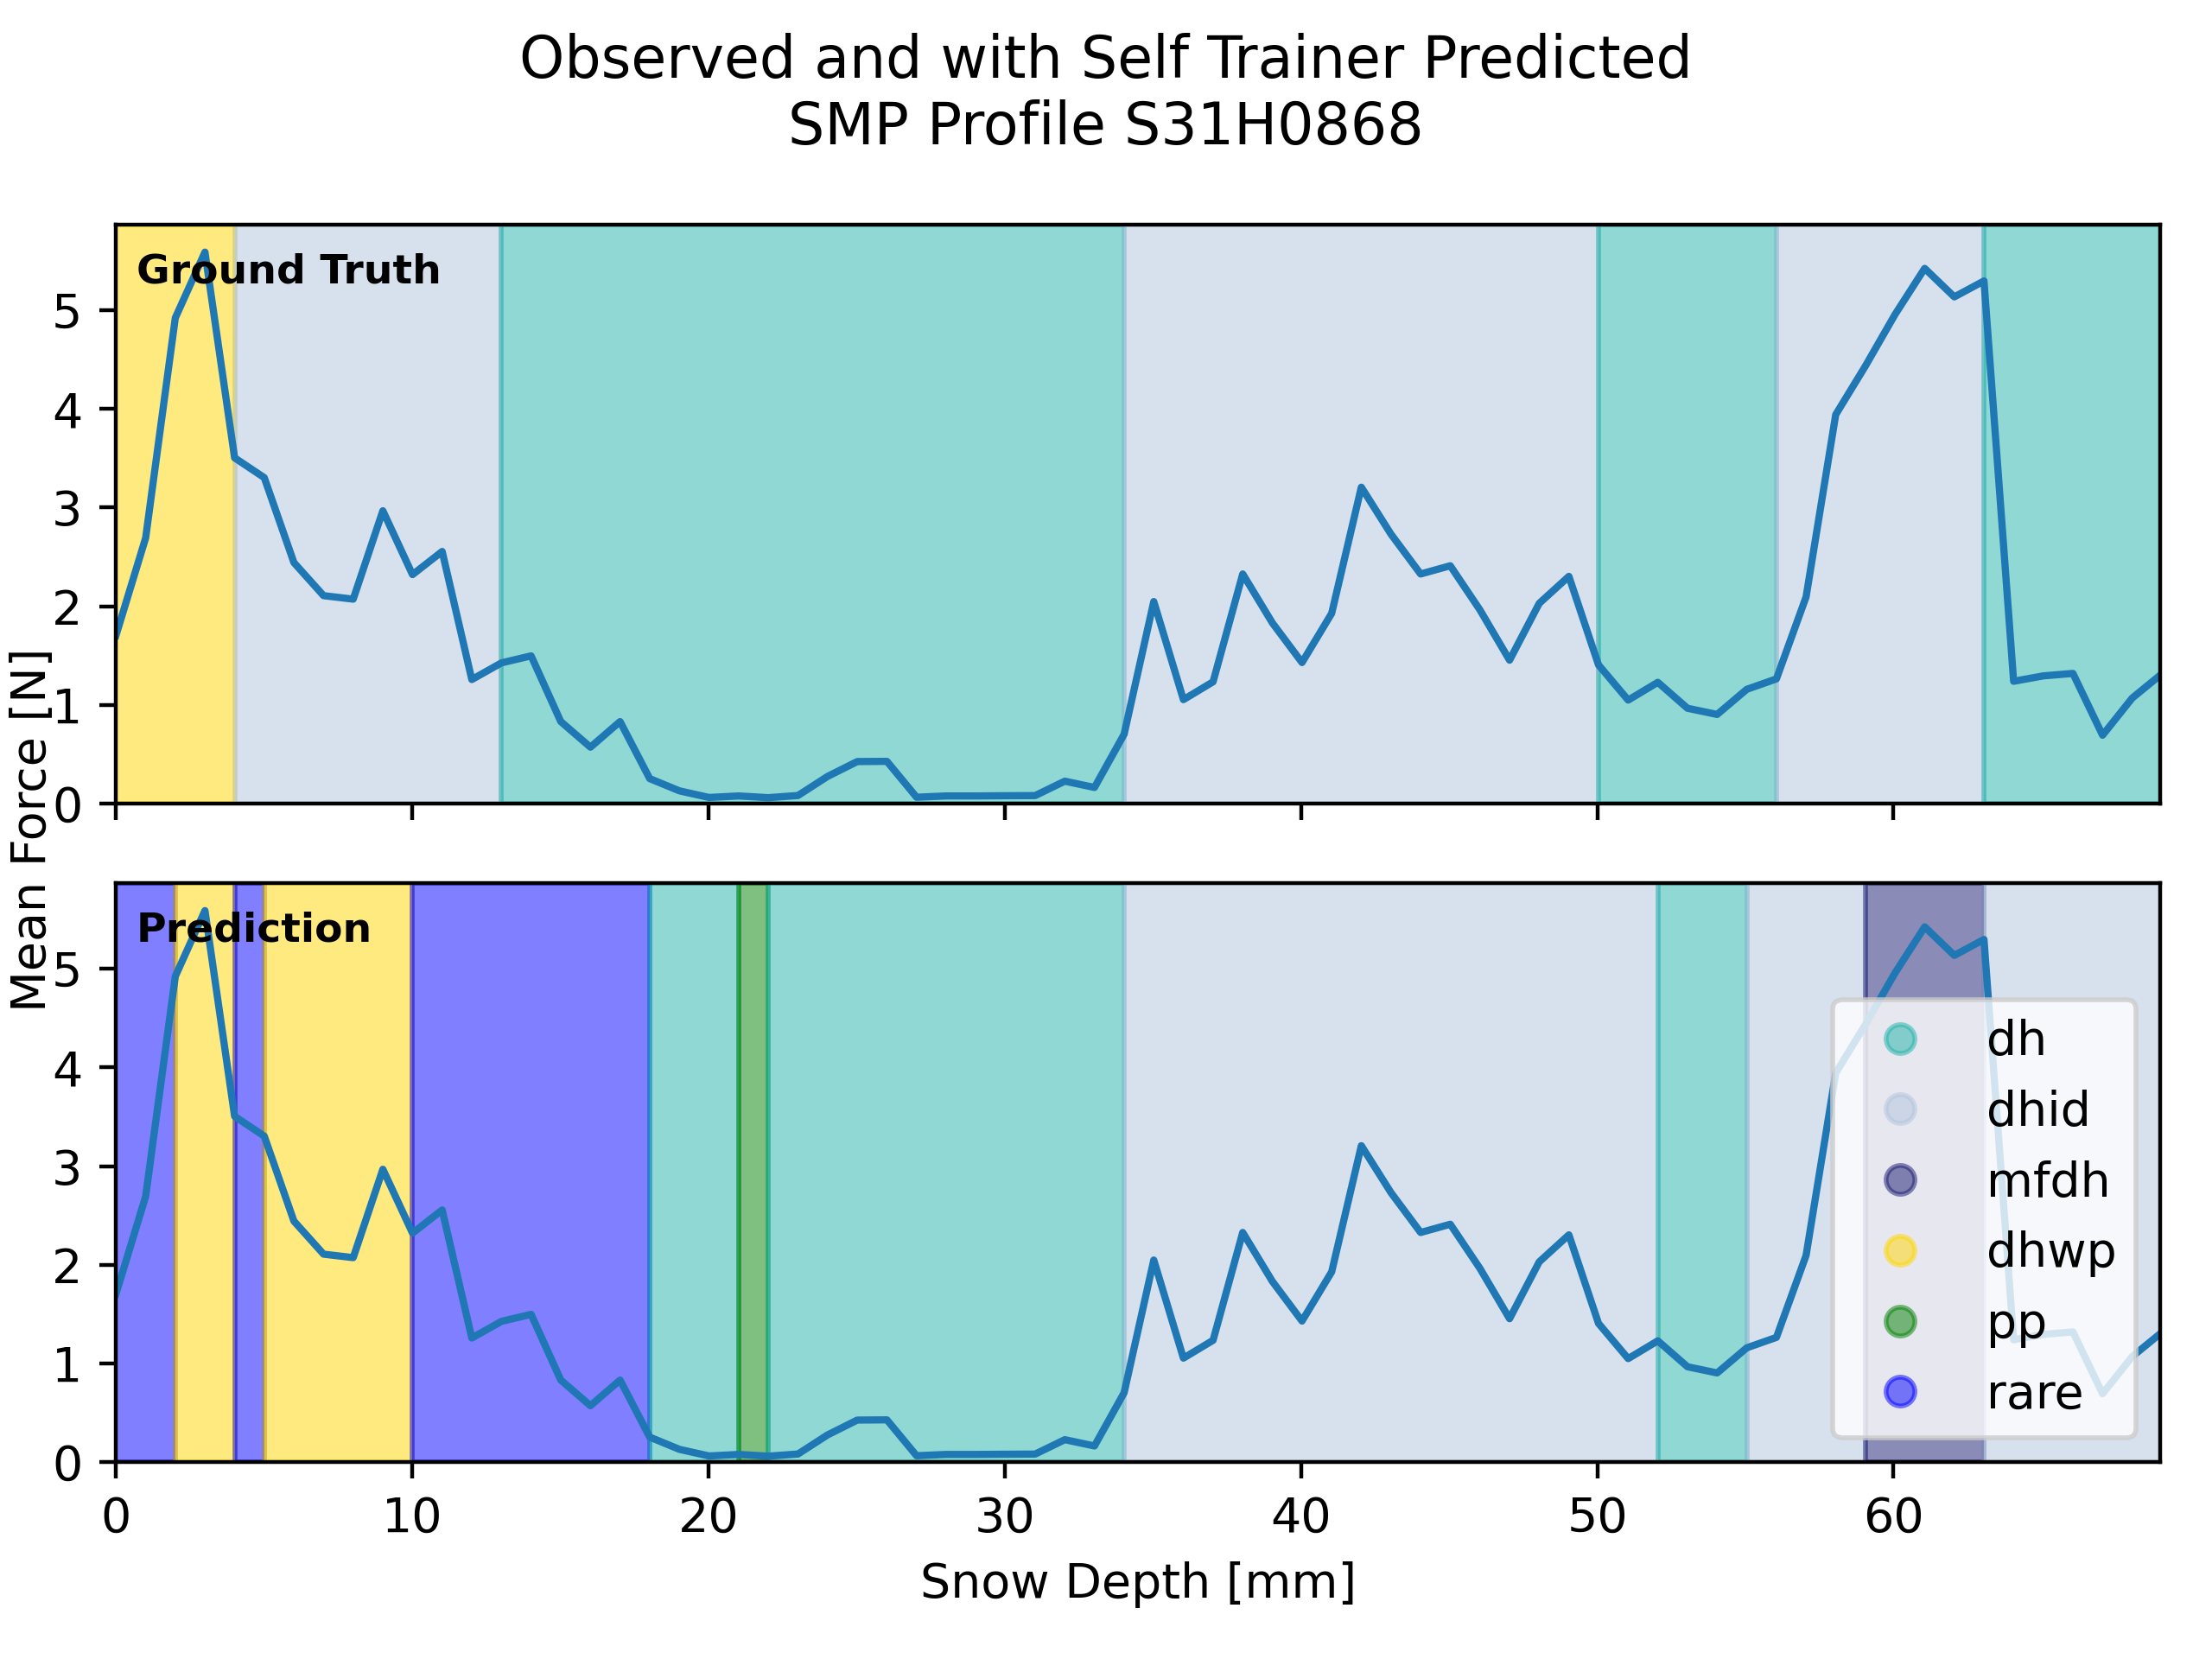 Observed and with Self Trainer Predicted
SMP Profile S31H0868
Mean Force [N]
Ground Truth
5
4
3
2
1
0
Prediction
5
4
3
2
1
0
dh
dhid
mfdh
dhwp
pp
rare
0 10 20 30 40 50 60
Snow Depth [mm]